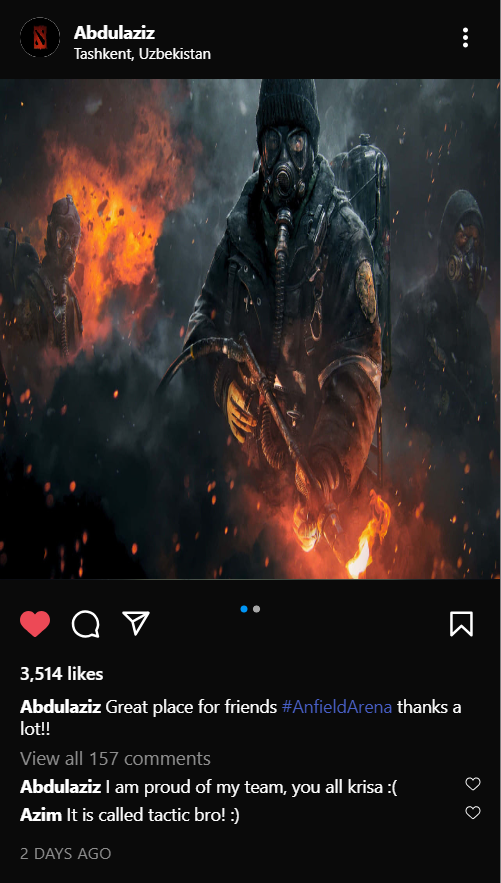 Abdulaziz
Tashkent, Uzbekistan
3,514 likes
Abdulaziz Great place for friends #AnfieldArena thanks a
lot!!
View all 157 comments
Abdulaziz I am proud of my team, you all krisa :(
Azim It is called tactic bro! :)
2 DAYS AGO